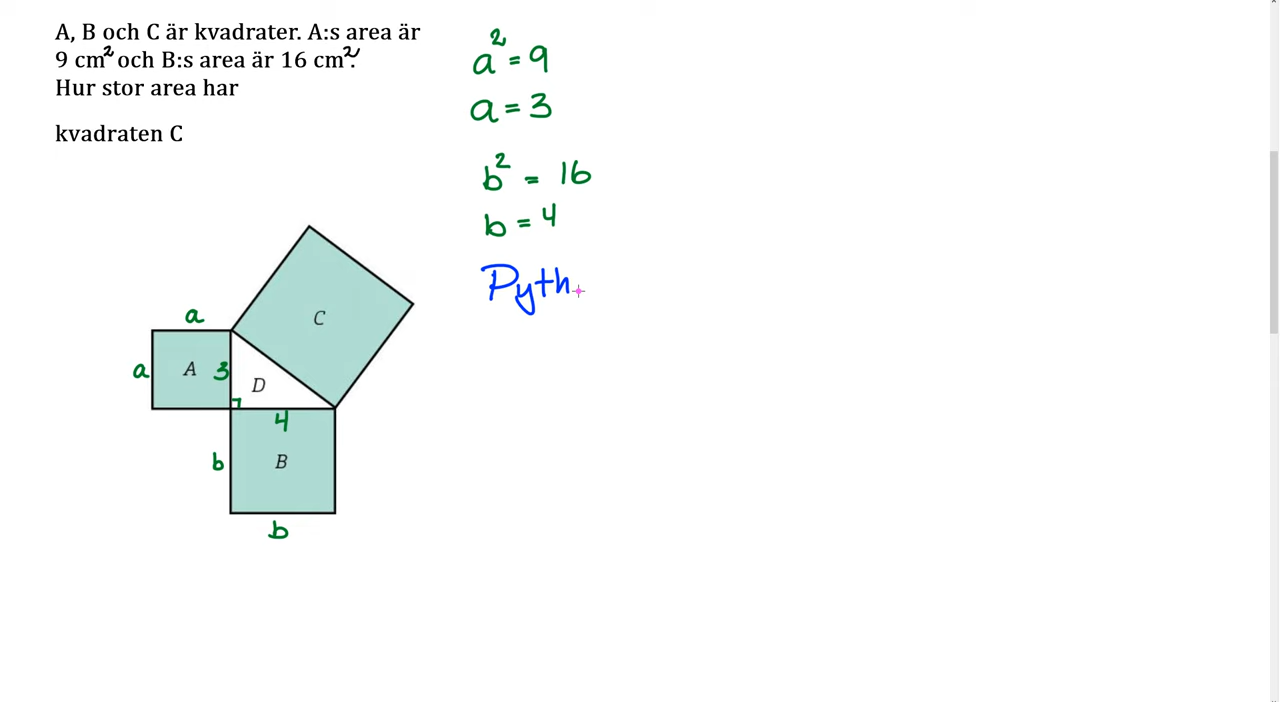 A, B och C är kvadrater. A:s area är
9 cm² och B:s area är 16 cm².
Hur stor area har
kvadraten C
a² = 9
a = 3
b² = 16
b = 4
Pyth
C
a
a
A
3
D
4
b
B
b